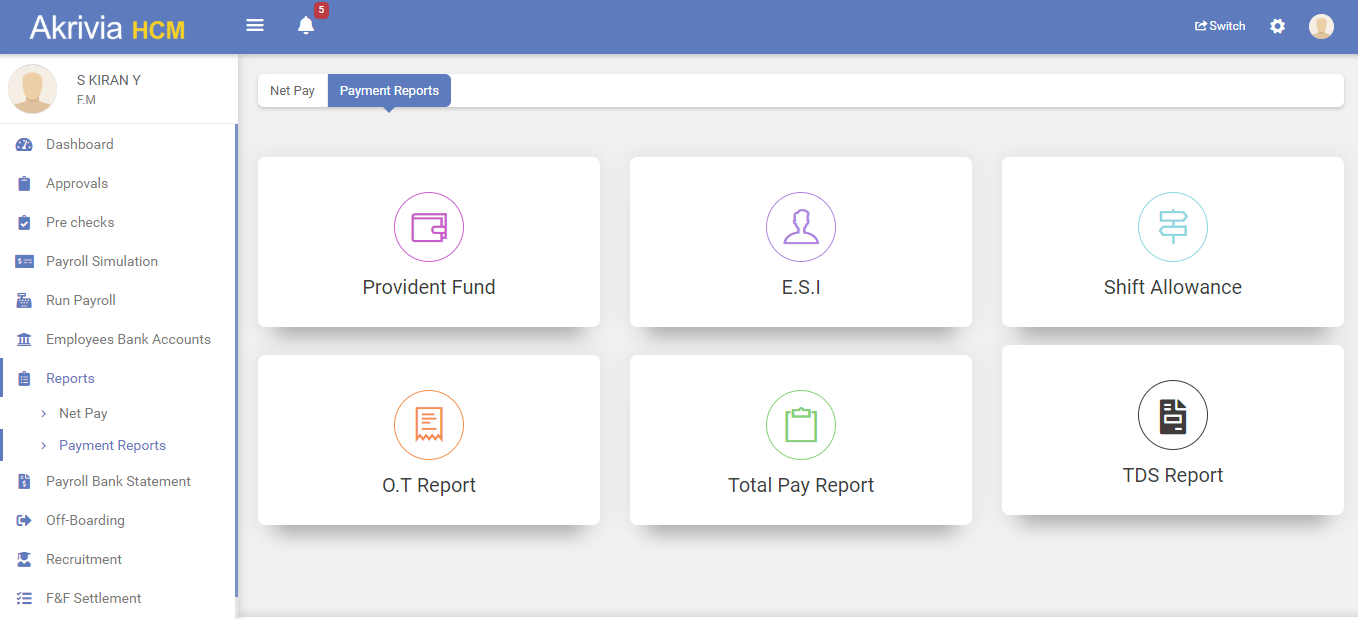 Akrivia HCM
5
Switch
S KIRAN Y
F.M
Dashboard
Approvals
Pre checks
Payroll Simulation
Run Payroll
Employees Bank Accounts
Reports
Net Pay
Payment Reports
Payroll Bank Statement
Off-Boarding
Recruitment
F&F Settlement
Net Pay
Payment Reports
Provident Fund
E.S.I
Shift Allowance
O.T Report
Total Pay Report
TDS Report